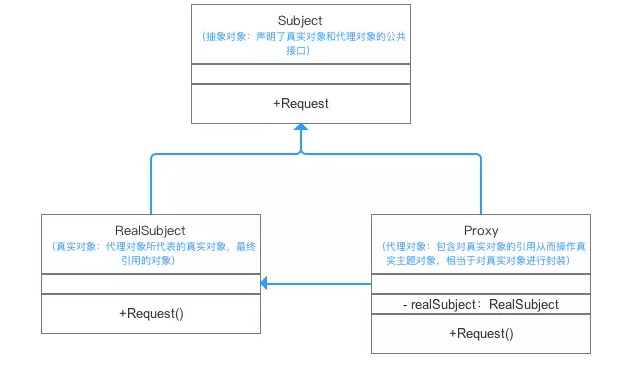 Subject
（抽象对象：声明了真实对象和代理对象的公共
接口）
+Request
RealSubject
（真实对象：代理对象所代表的真实对象，最终
引用的对象）
+Request()
Proxy
（代理对象：包含对真实对象的引用从而操作真
实主题对象，相当于对真实对象进行封装）
- realSubject：RealSubject
+Request()